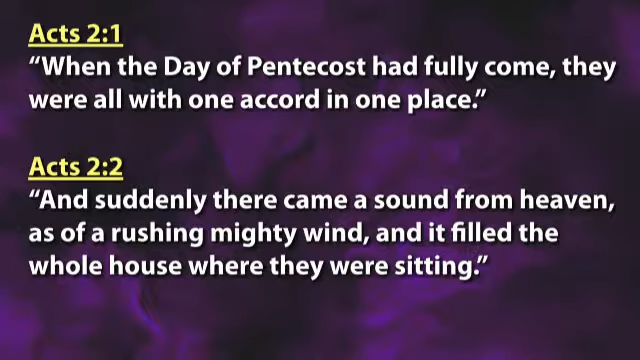 Acts 2:1
“When the Day of Pentecost had fully come, they
were all with one accord in one place.”
Acts 2:2
“And suddenly there came a sound from heaven,
as of a rushing mighty wind, and it filled the
whole house where they were sitting.”